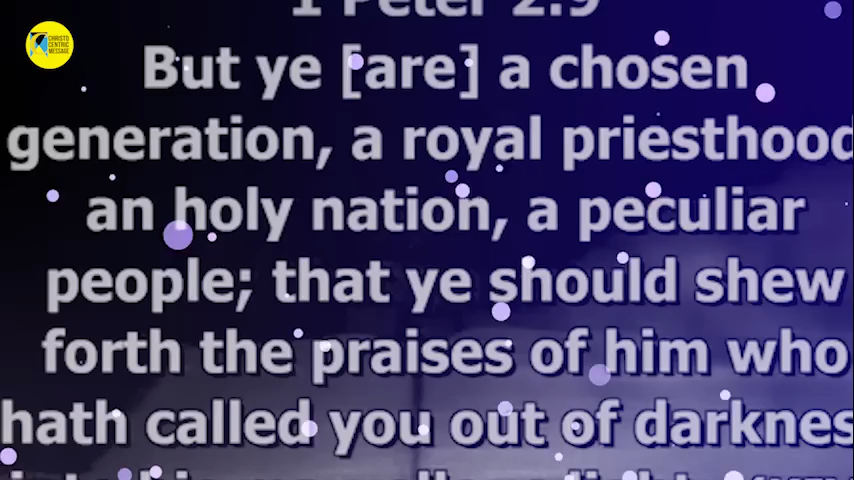 CHRISTO
CENTRIC
MESSAGE
1 Peter 2:9
But ye [are] a chosen
generation, a royal priesthood
an holy nation, a peculiar
people; that ye should shew
forth the praises of him who
hath called you out of darknes